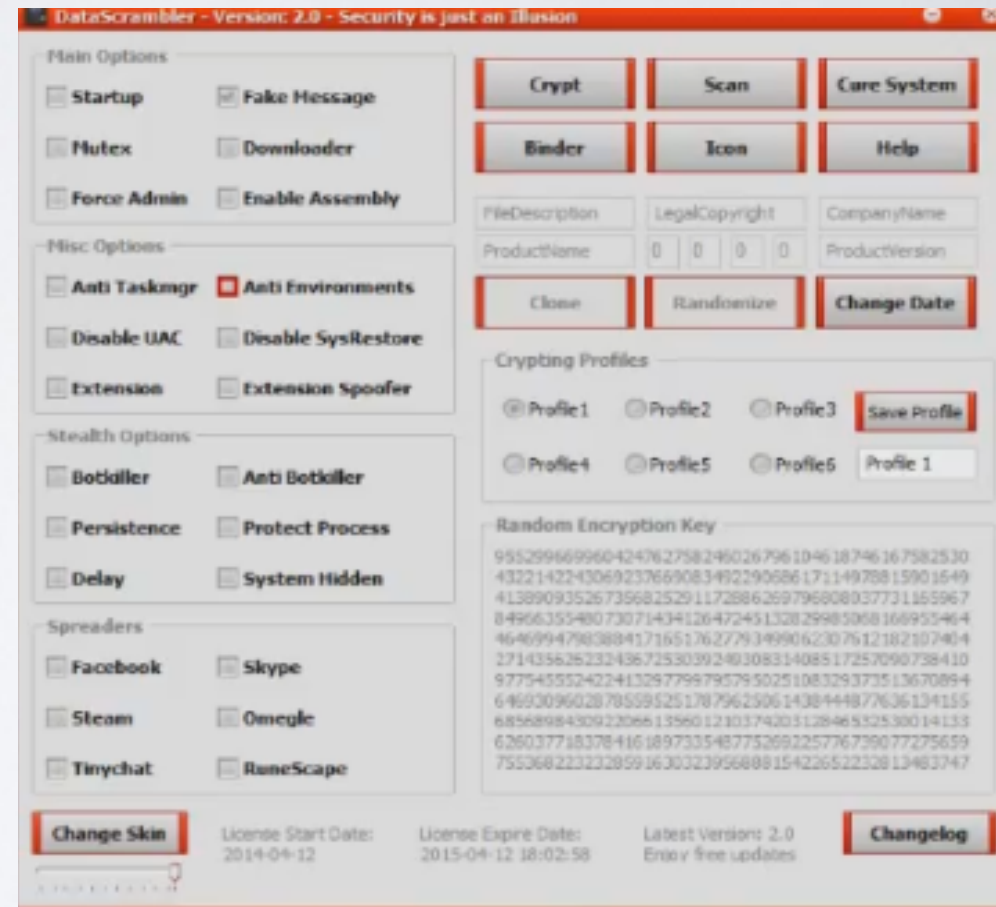 DataScrambler - Version: 2.0 - Security is just an Illusion
Main Options
Startup Fake Message
Mutex Downloader
Force Admin Enable Assembly
Misc Options
Anti Taskmgr Anti Environments
Disable UAC Disable SysRestore
Extension Extension Spoofer
Stealth Options
Botkiller Anti Botkiller
Persistence Protect Process
Delay System Hidden
Spreaders
Facebook Skype
Steam Omegle
Tinychat RuneScape
Crypt Scan Cure System
Binder Icon Help
FileDescription LegalCopyright CompanyName
ProductName 0 0 0 0 ProductVersion
Clone Randomize Change Date
Crypting Profiles
Profile1 Profile2 Profile3 Save Profile
Profile4 Profile5 Profile6 Profile 1
Random Encryption Key
Change Skin
License Start Date:
2014-04-12
License Expire Date:
2015-04-12 18:02:58
Latest Version: 2.0
Enjoy free updates
Changelog